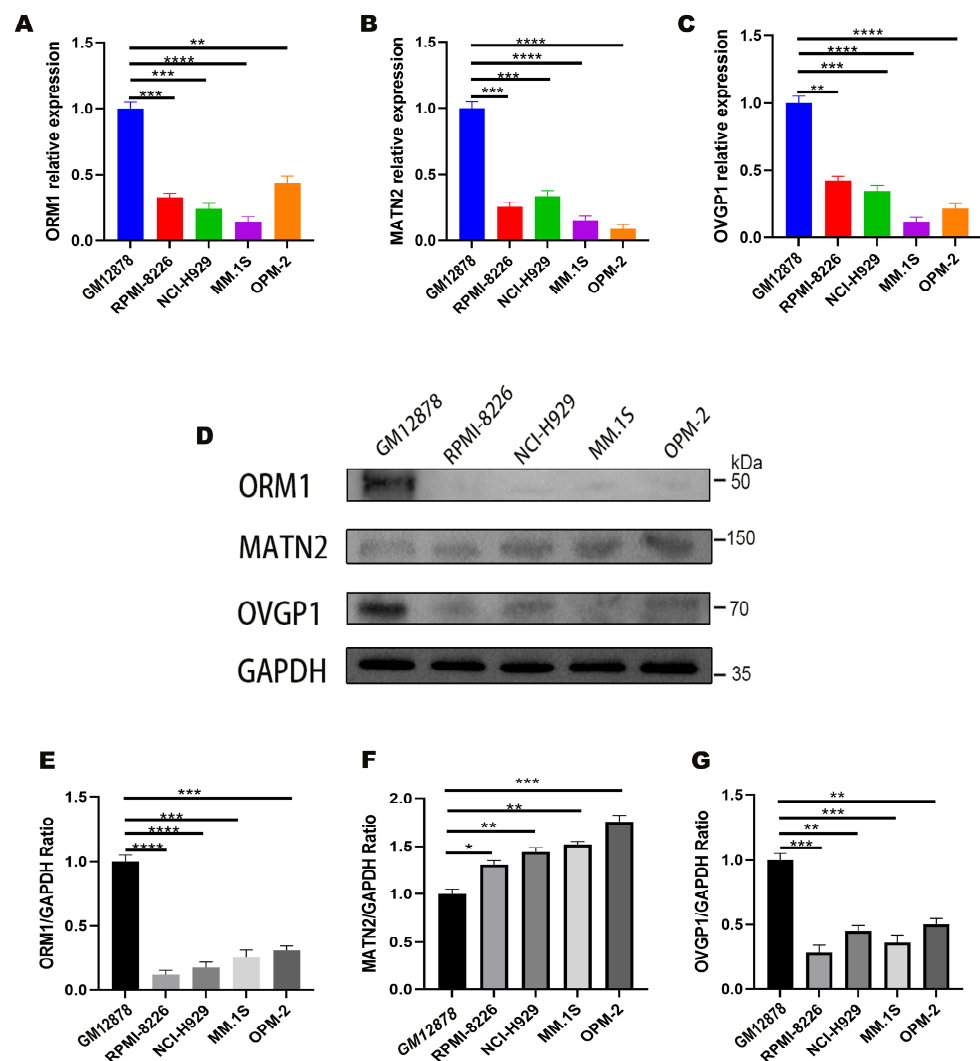 A
ORM1 relative expression
1.5
1.0
0.5
0.0
**
****
***
***
GM12878
RPMI-8226
NCI-H929
MM.1S
OPM-2
B
MATN2 relative expression
1.5
1.0
0.5
0.0
****
****
***
***
GM12878
RPMI-8226
NCI-H929
MM.1S
OPM-2
C
OVGP1 relative expression
1.5
1.0
0.5
0.0
****
****
***
**
GM12878
RPMI-8226
NCI-H929
MM.1S
OPM-2
D
GM12878
RPMI-8226
NCI-H929
MM.1S
OPM-2
kDa
ORM1
50
MATN2
150
OVGP1
70
GAPDH
35
E
ORM1/GAPDH Ratio
1.5
1.0
0.5
0.0
***
***
****
****
GM12878
RPMI-8226
NCI-H929
MM.1S
OPM-2
F
MATN2/GAPDH Ratio
2.0
1.5
1.0
0.5
0.0
***
**
**
*
GM12878
RPMI-8226
NCI-H929
MM.1S
OPM-2
G
OVGP1/GAPDH Ratio
1.5
1.0
0.5
0.0
**
***
**
***
GM12878
RPMI-8226
NCI-H929
MM.1S
OPM-2